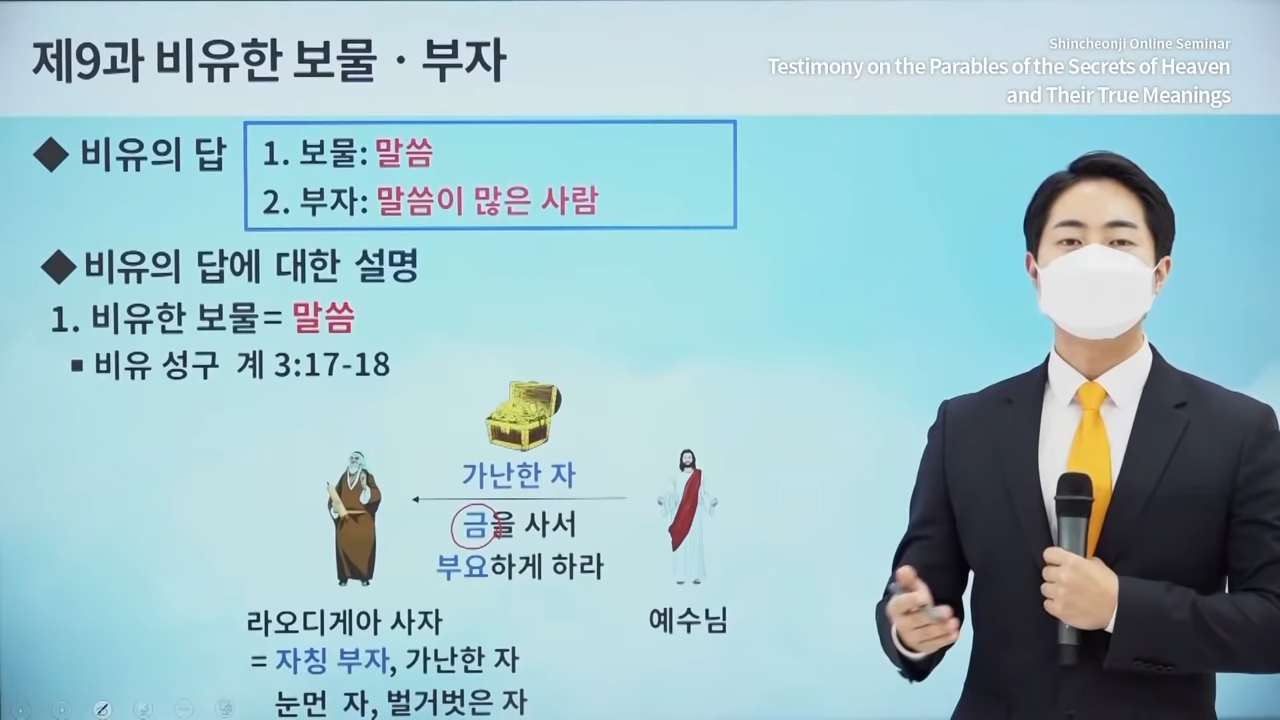 제9과 비유한 보물 · 부자
Shincheonji Online Seminar
Testimony on the Parables of the Secrets of Heaven
and Their True Meanings
◆ 비유의 답
1. 보물: 말씀
2. 부자: 말씀이 많은 사람
◆ 비유의 답에 대한 설명
1. 비유한 보물= 말씀
▪ 비유 성구 계 3:17-18
가난한 자
금을 사서
부요하게 하라
라오디게아 사자
예수님
= 자칭 부자, 가난한 자
눈먼 자, 벌거벗은 자